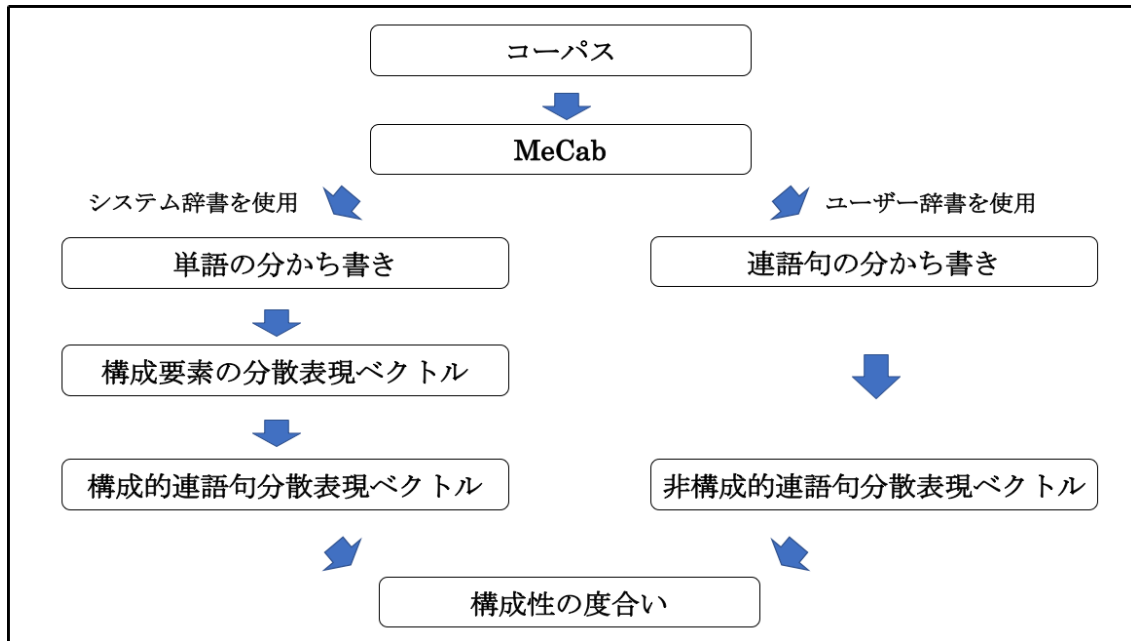 コーパス
MeCab
システム辞書を使用
ユーザー辞書を使用
単語の分かち書き
連語句の分かち書き
構成要素の分散表現ベクトル
構成的連語句分散表現ベクトル
非構成的連語句分散表現ベクトル
構成性の度合い